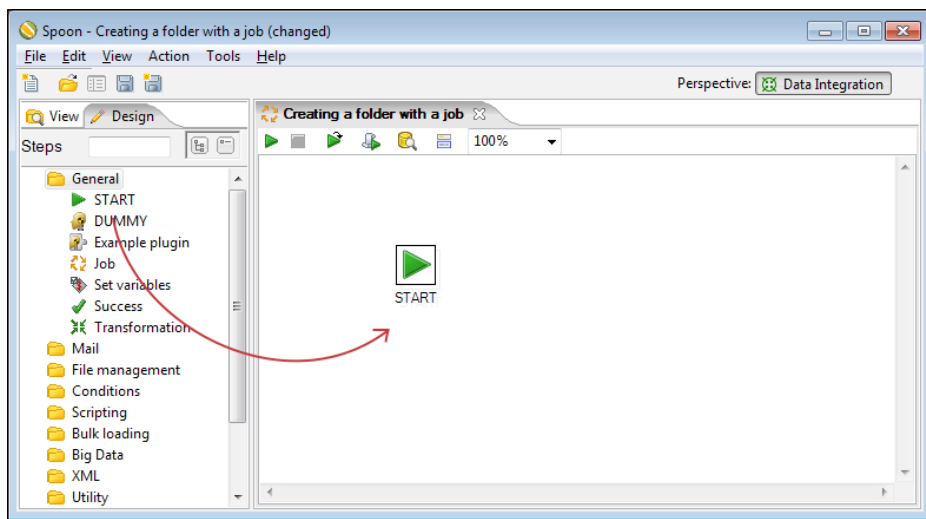 Spoon - Creating a folder with a job (changed)
File Edit View Action Tools Help
Perspective: Data Integration
View Design
Creating a folder with a job
Steps
100%
General
START
DUMMY
Example plugin
Job
Set variables
Success
Transformation
Mail
File management
Conditions
Scripting
Bulk loading
Big Data
XML
Utility
START